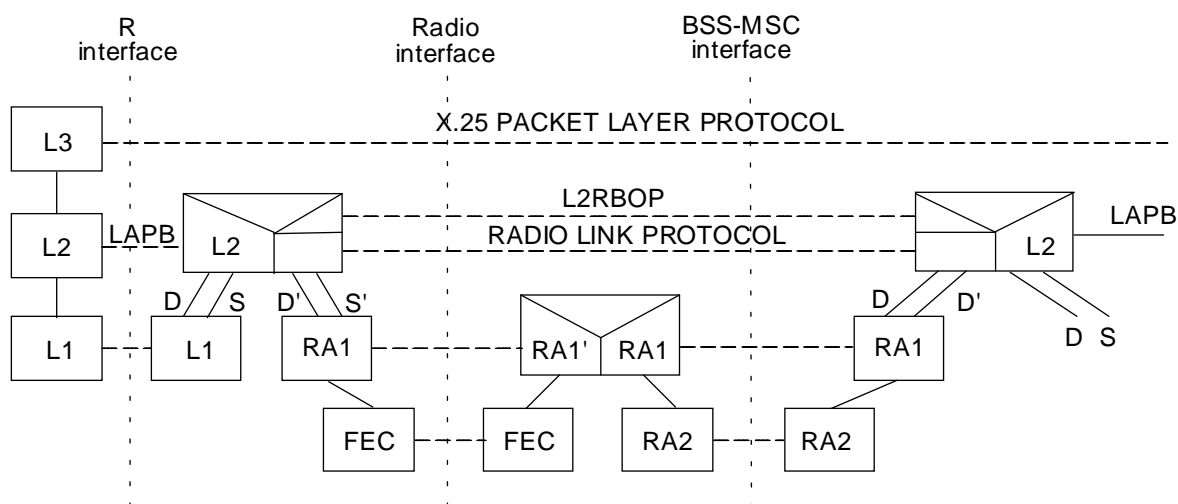 R
interface
Radio
interface
BSS-MSC
interface
L3
X.25 PACKET LAYER PROTOCOL
L2
LAPB
L2
L2RBOP
RADIO LINK PROTOCOL
L2
LAPB
D
S
D'
S'
D
D'
D
S
L1
L1
RA1
RA1'
RA1
RA1
FEC
FEC
RA2
RA2